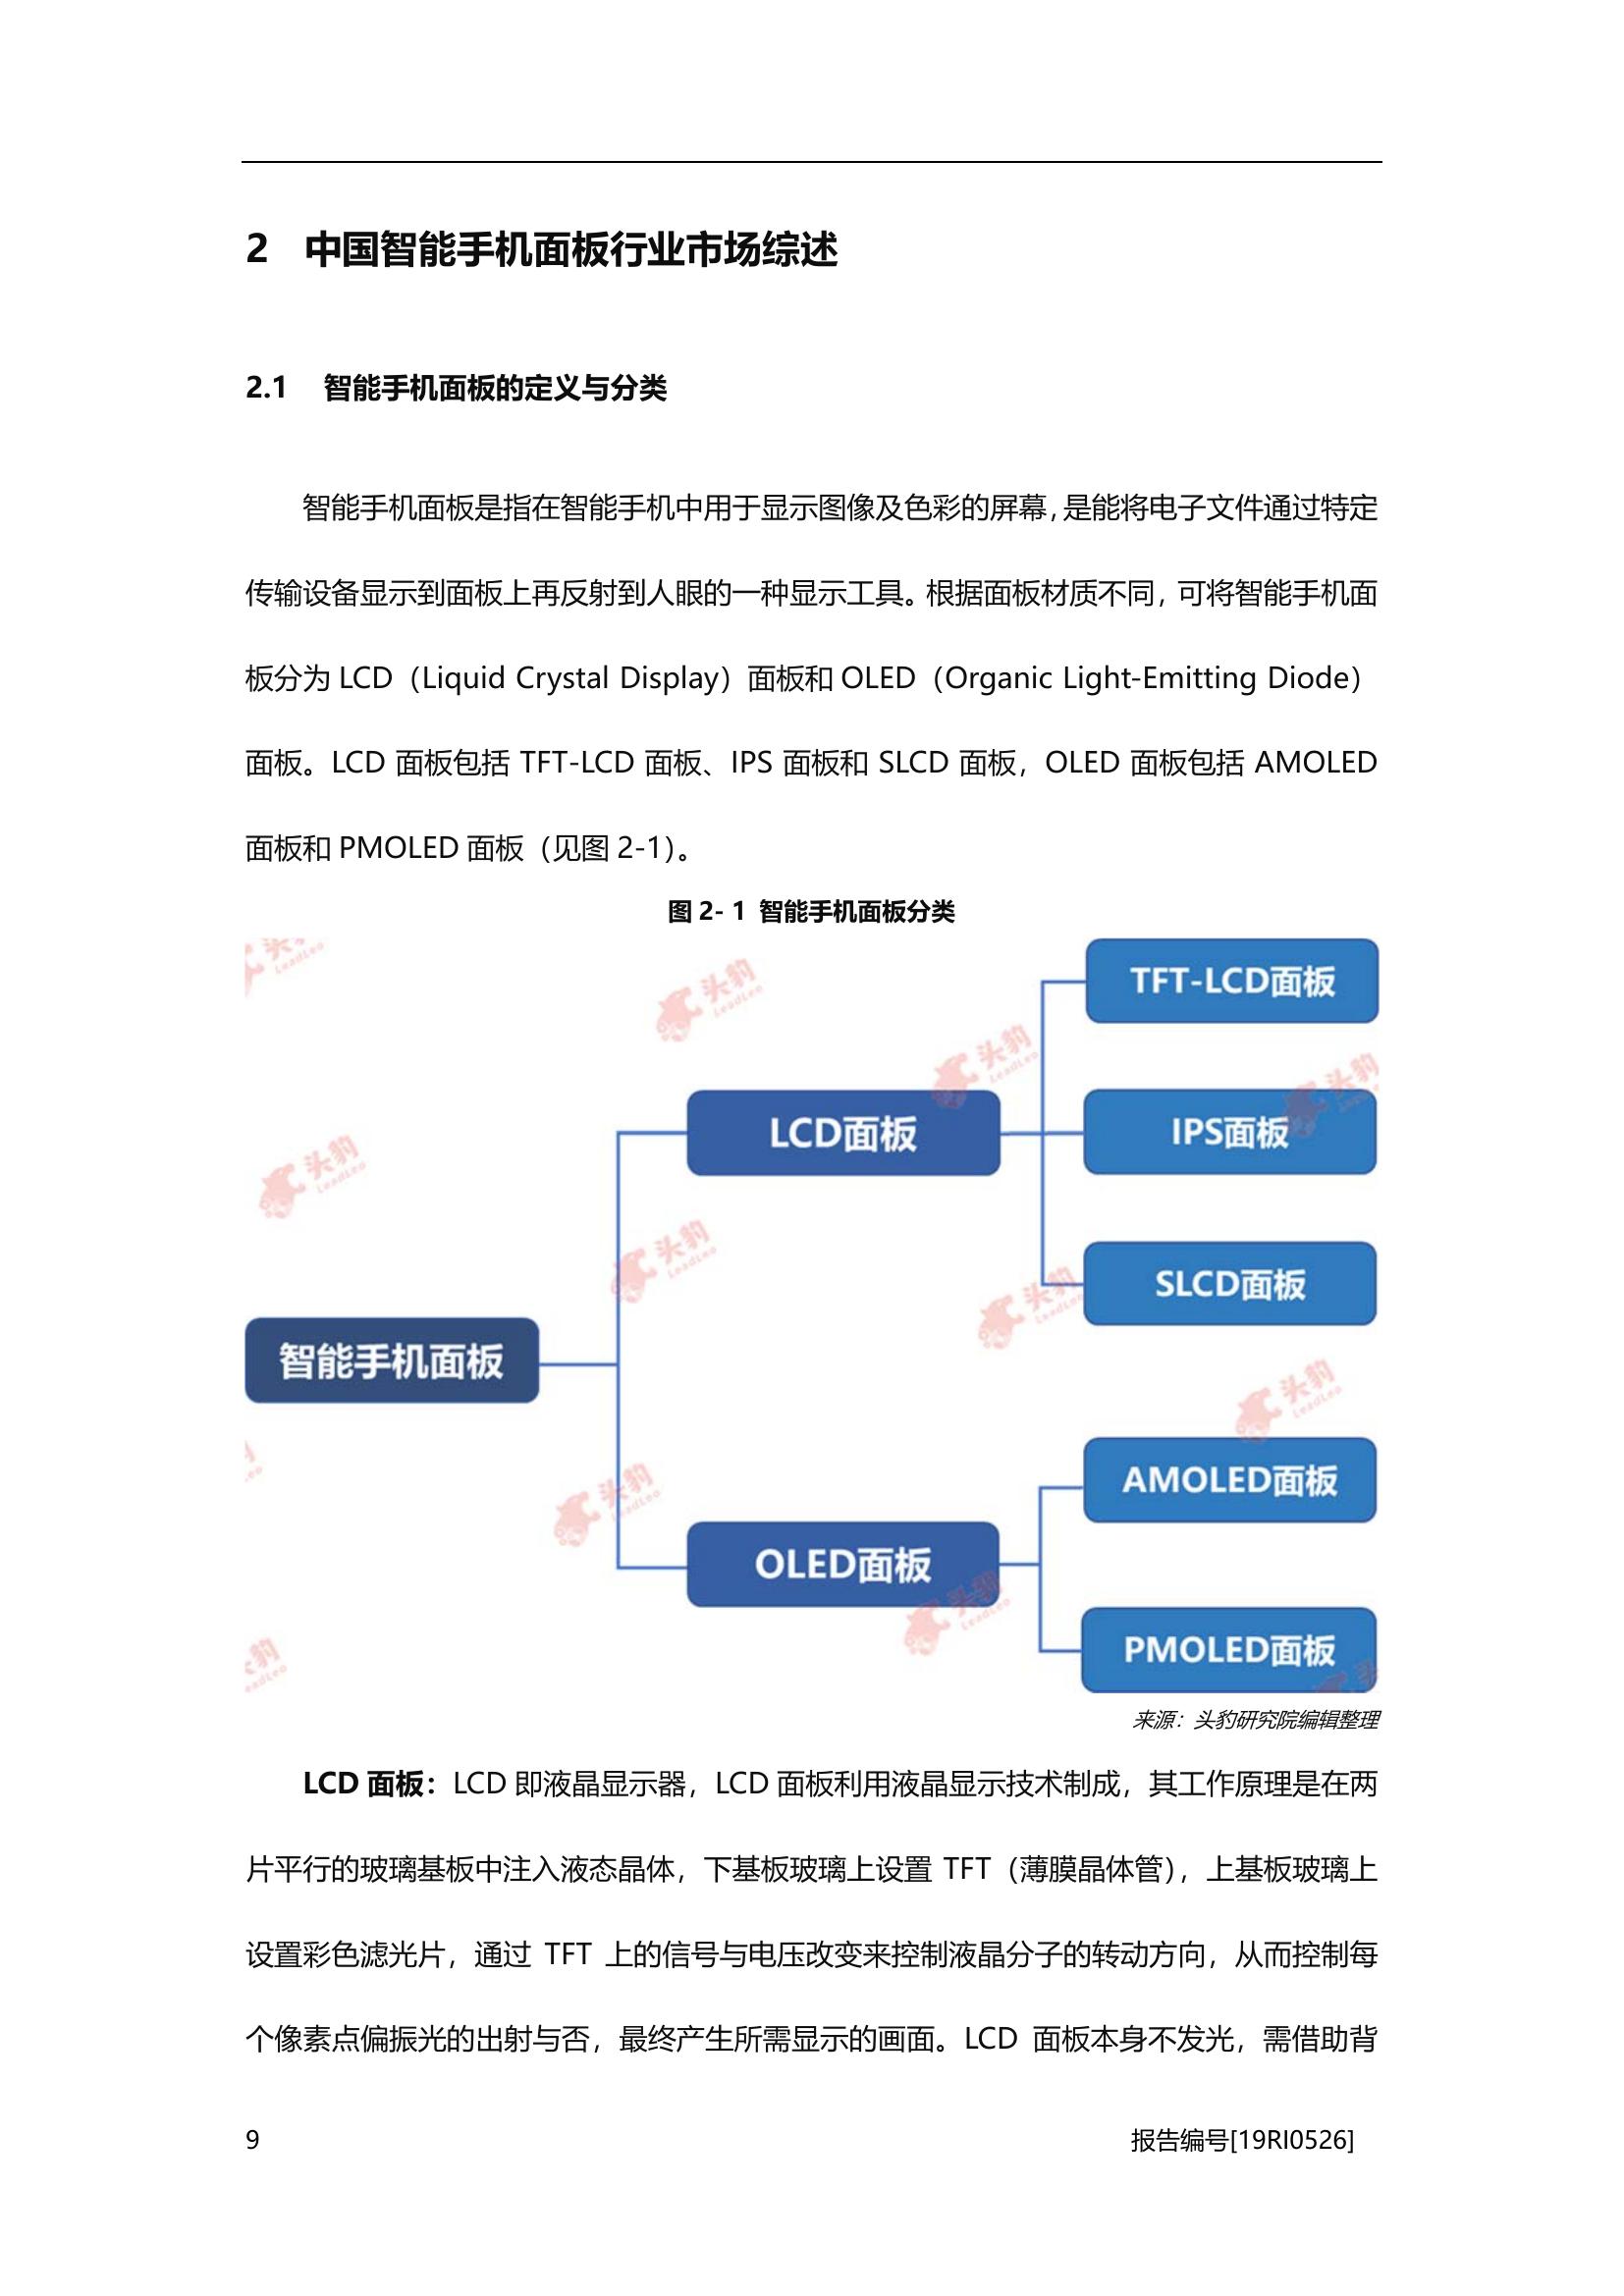 2 中国智能手机面板行业市场综述
2.1 智能手机面板的定义与分类
智能手机面板是指在智能手机中用于显示图像及色彩的屏幕，是能将电子文件通过特定
传输设备显示到面板上再反射到人眼的一种显示工具。根据面板材质不同，可将智能手机面
板分为 LCD（Liquid Crystal Display）面板和 OLED（Organic Light-Emitting Diode）
面板。LCD 面板包括 TFT-LCD 面板、IPS 面板和 SLCD 面板，OLED 面板包括 AMOLED
面板和 PMOLED 面板（见图 2-1）。
图 2- 1 智能手机面板分类
智能手机面板
LCD面板
TFT-LCD面板
IPS面板
SLCD面板
OLED面板
AMOLED面板
PMOLED面板
头豹 LeadLeo
来源：头豹研究院编辑整理
LCD 面板：LCD 即液晶显示器，LCD 面板利用液晶显示技术制成，其工作原理是在两
片平行的玻璃基板中注入液态晶体，下基板玻璃上设置 TFT（薄膜晶体管），上基板玻璃上
设置彩色滤光片，通过 TFT 上的信号与电压改变来控制液晶分子的转动方向，从而控制每
个像素点偏振光的出射与否，最终产生所需显示的画面。LCD 面板本身不发光，需借助背
9 报告编号[19RI0526]